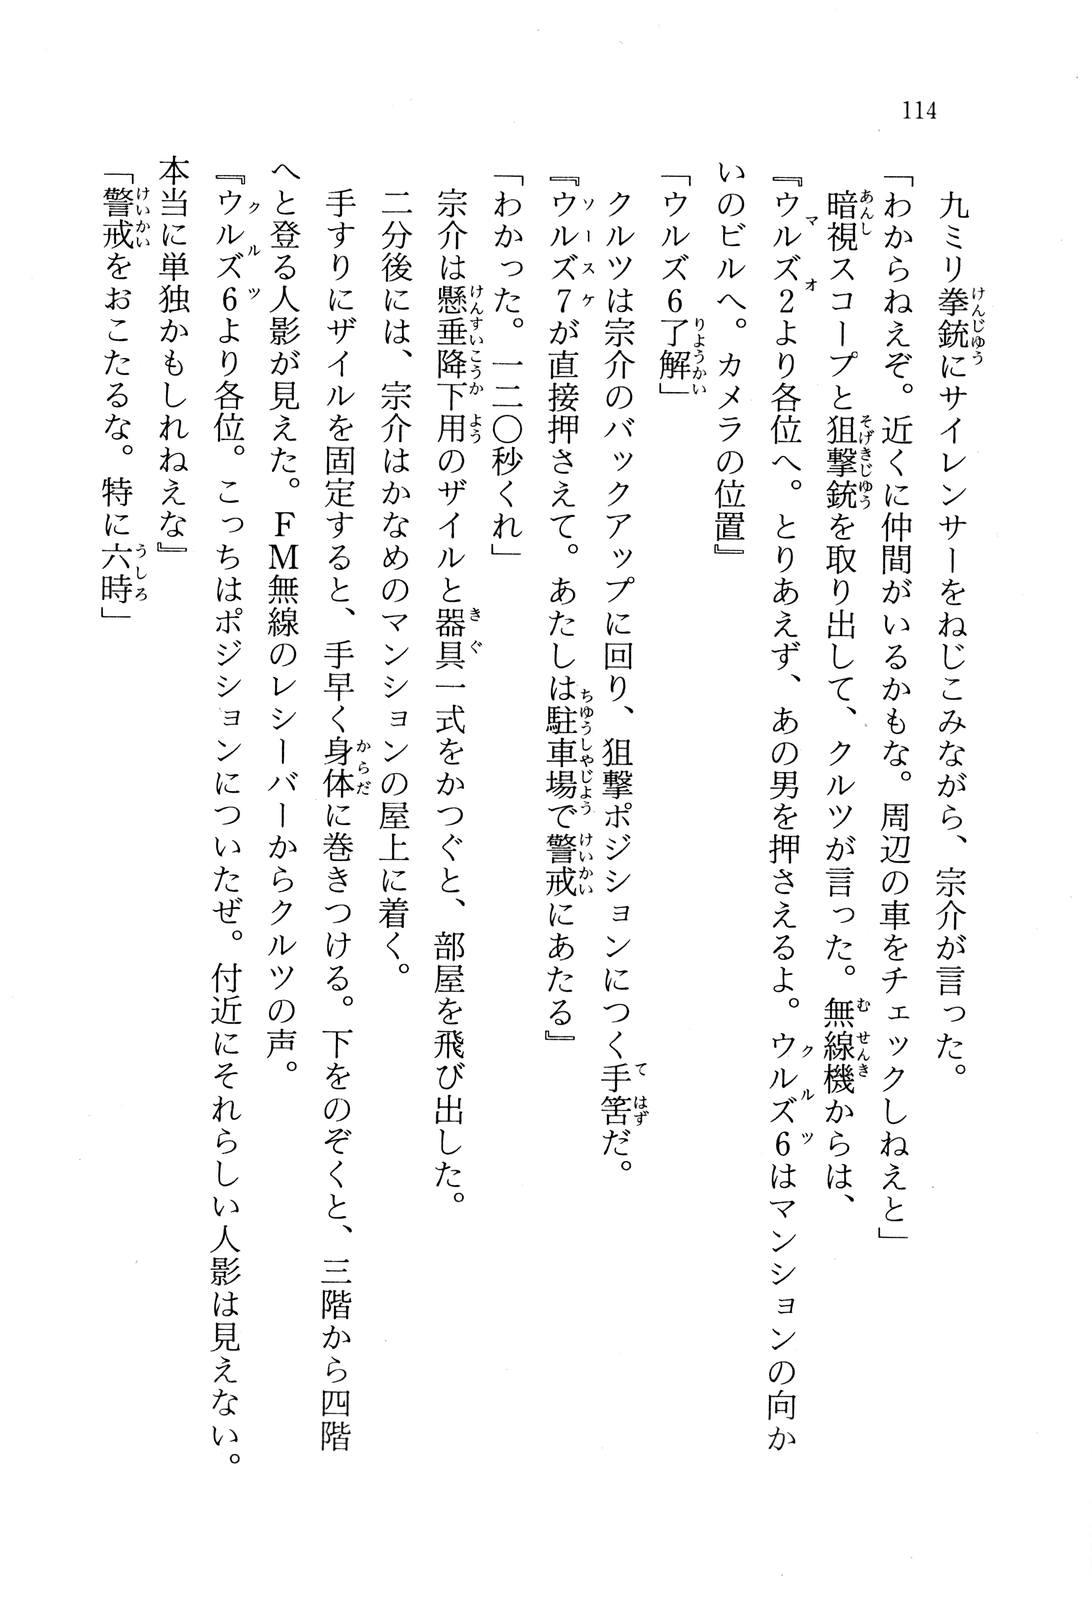 114
九ミリ拳銃にサイレンサーをねじこみながら、宗介が言った。
「わからねえぞ。近くに仲間がいるかもな。周辺の車をチェックしねえと」
暗視スコープと狙撃銃を取り出して、クルツが言った。無線機からは、
『ウルズ2より各位へ。とりあえず、あの男を押さえるよ。ウルズ6はマンションの向か
いのビルへ。カメラの位置』
「ウルズ6了解」
クルツは宗介のバックアップに回り、狙撃ポジションにつく手筈だ。
『ウルズ7が直接押さえて。あたしは駐車場で警戒にあたる』
「わかった。一二〇秒くれ」
宗介は懸垂降下用のザイルと器具一式をかつぐと、部屋を飛び出した。
二分後には、宗介はかなめのマンションの屋上に着く。
手すりにザイルを固定すると、手早く身体に巻きつける。下をのぞくと、三階から四階
へと登る人影が見えた。FM無線のレシーバーからクルツの声。
『ウルズ6より各位。こっちはポジションについたぜ。付近にそれらしい人影は見えない。
本当に単独かもしれねえな』
「警戒をおこたるな。特に六時」